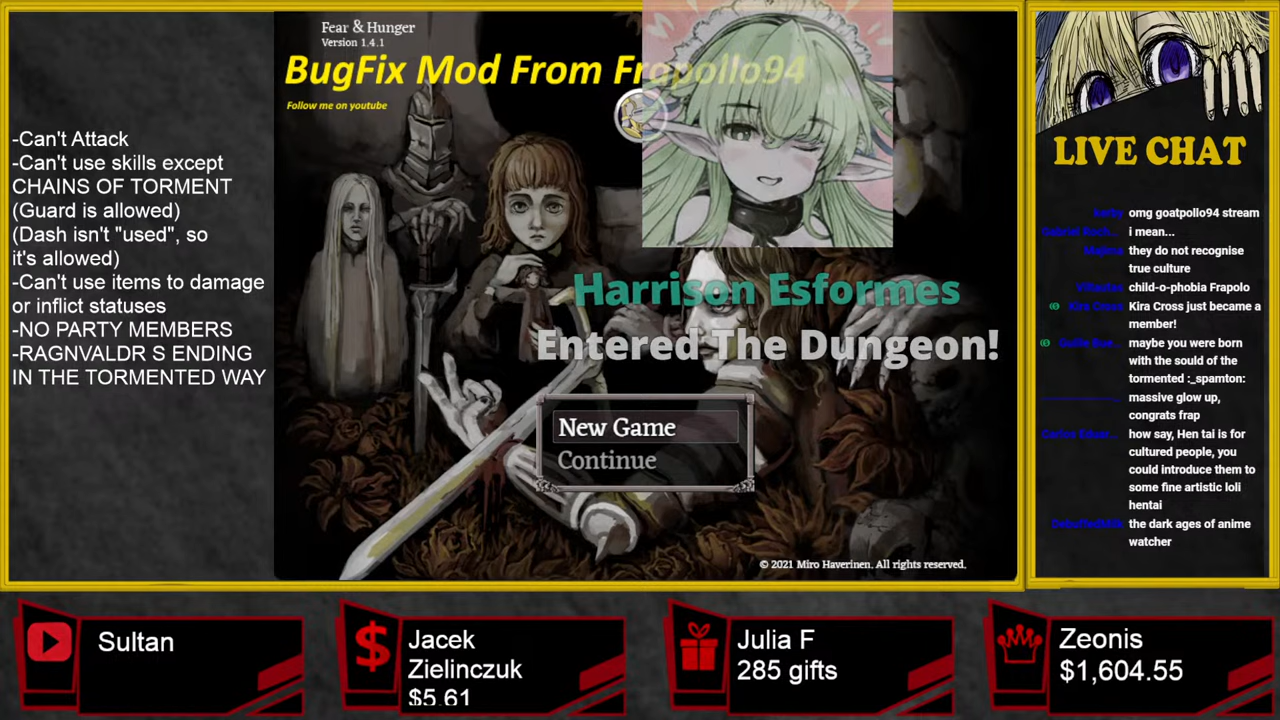 Fear & Hunger
Version 1.4.1
BugFix Mod From Frapollo94
Follow me on youtube
-Can't Attack
-Can't use skills except
CHAINS OF TORMENT
(Guard is allowed)
(Dash isn't "used", so
it's allowed)
-Can't use items to damage
or inflict statuses
-NO PARTY MEMBERS
-RAGNVALDR S ENDING
IN THE TORMENTED WAY
Harrison Esformes
Entered The Dungeon!
New Game
Continue
© 2021 Miro Haverinen. All rights reserved.
LIVE CHAT
omg goatpollo94 stream
i mean...
they do not recognise
true culture
child-o-phobia Frapolo
Kira Cross Kira Cross just became a
member!
maybe you were born
with the sould of the
tormented :_spamton:
massive glow up,
congrats frap
how say, Hen tai is for
cultured people, you
could introduce them to
some fine artistic loli
hentai
the dark ages of anime
watcher
Sultan
Jacek
Zielinczuk
$5.61
Julia F
285 gifts
Zeonis
$1,604.55